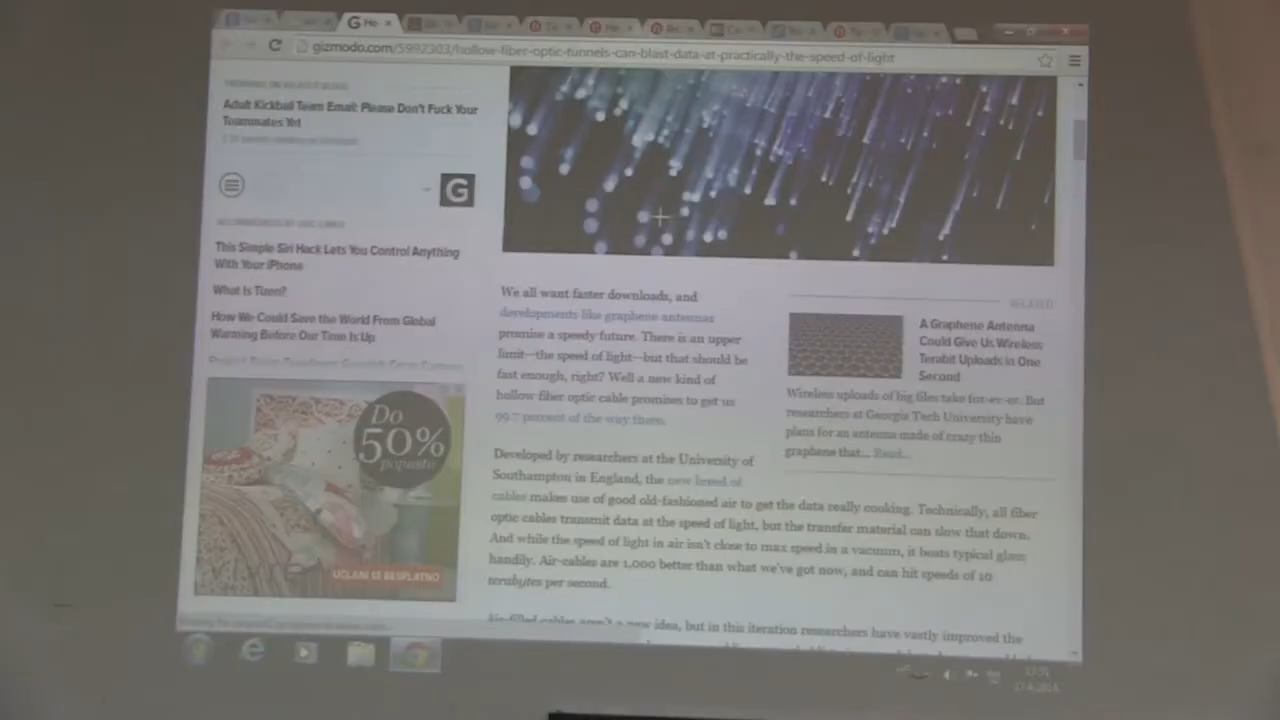 G Ho
gizmodo.com/5992303/hollow-fiber-optic-tunnels-can-blast-data-at-practically-the-speed-of-light
Adult Kickball Team Email: Please Don't Fuck Your
Teammates Yet
G
This Simple Siri Hack Lets You Control Anything
With Your iPhone
What Is Tizen?
How We Could Save the World From Global
Warming Before Our Time Is Up
Do
50%
popusta
UČLANI SE BESPLATNO
We all want faster downloads, and
developments like graphene antennas
promise a speedy future. There is an upper
limit—the speed of light—but that should be
fast enough, right? Well a new kind of
hollow fiber optic cable promises to get us
99.7 percent of the way there.
RELATED
A Graphene Antenna
Could Give Us Wireless
Terabit Uploads in One
Second
Wireless uploads of big files take for-er-er. But
researchers at Georgia Tech University have
plans for an antenna made of crazy thin
graphene that... Read...
Developed by researchers at the University of
Southampton in England, the new breed of
cables makes use of good old-fashioned air to get the data really cooking. Technically, all fiber
optic cables transmit data at the speed of light, but the transfer material can slow that down.
And while the speed of light in air isn't close to max speed in a vacuum, it beats typical glass
handily. Air-cables are 1,000 better than what we've got now, and can hit speeds of 10
terabytes per second.
Air-filled cables aren't a new idea, but in this iteration researchers have vastly improved the